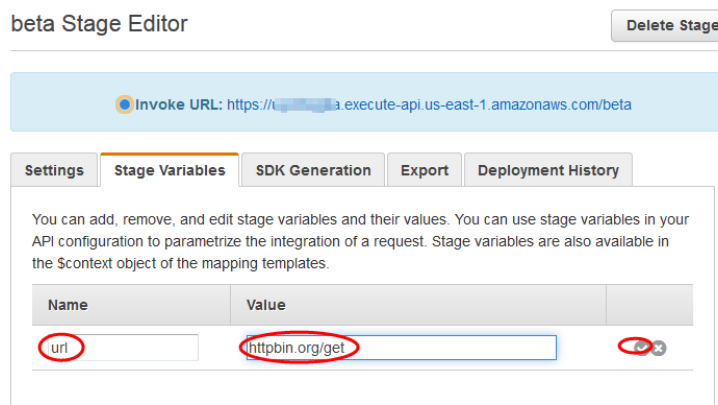 beta Stage Editor
Delete Stage
Invoke URL: https://u a.execute-api.us-east-1.amazonaws.com/beta
Settings
Stage Variables
SDK Generation
Export
Deployment History
You can add, remove, and edit stage variables and their values. You can use stage variables in your
API configuration to parametrize the integration of a request. Stage variables are also available in
the $context object of the mapping templates.
Name
Value
url
httpbin.org/get